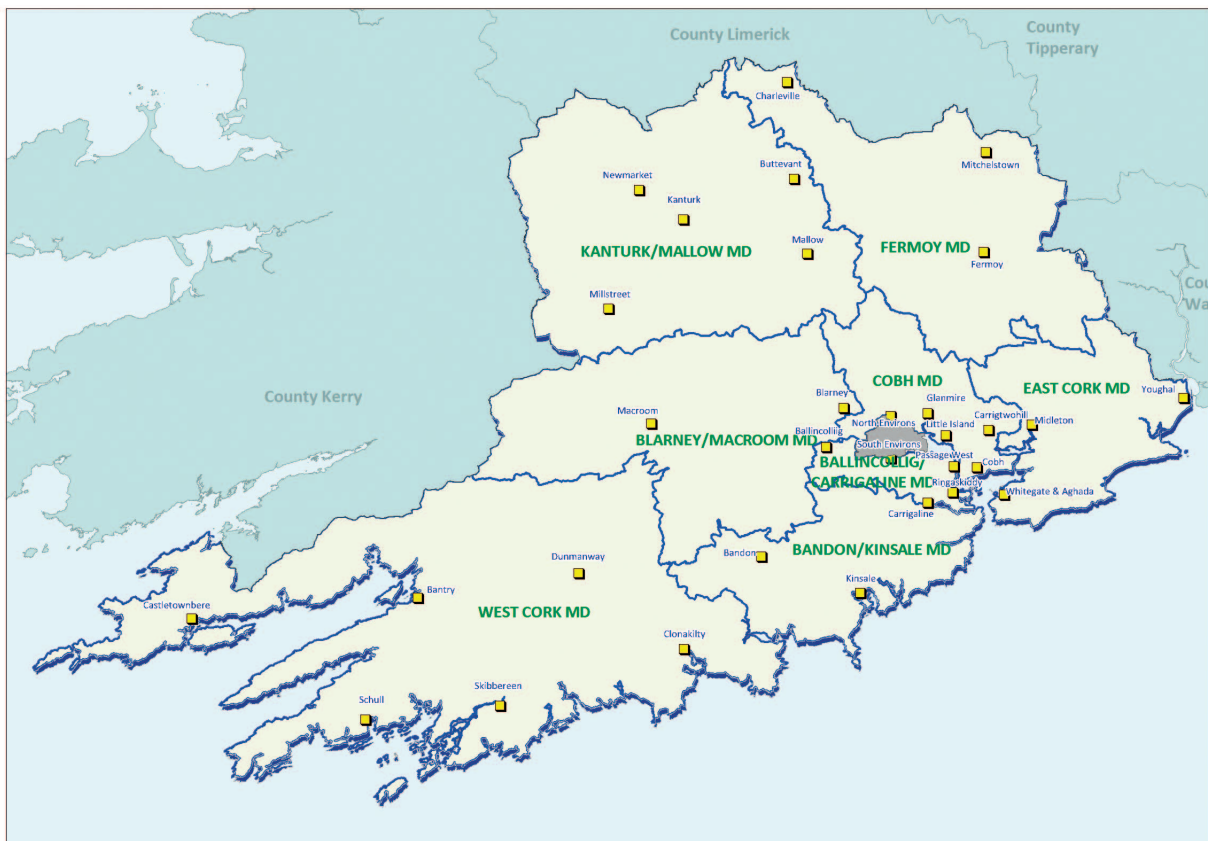 County Limerick
County
Tipperary
Charleville
Mitchelstown
Buttevant
Newmarket
Kanturk
Mallow
KANTURK/MALLOW MD
FERMOY MD
Fermoy
Millstreet
Cou
Wa
COBH MD
EAST CORK MD
Youghal
County Kerry
Blarney
Glanmire
Macroom
North Environs
Little Island
Carrigtwohill
Midleton
BLARNEY/MACROOM MD
Ballincollig
South Environs
Passage West
Cobh
BALLINCOLLIG/
CARRIGALINE MD
Ringaskiddy
Whitegate & Aghada
Carrigaline
Bandon
BANDON/KINSALE MD
Dunmanway
Kinsale
Bantry
Castletownbere
WEST CORK MD
Clonakilty
Schull
Skibbereen